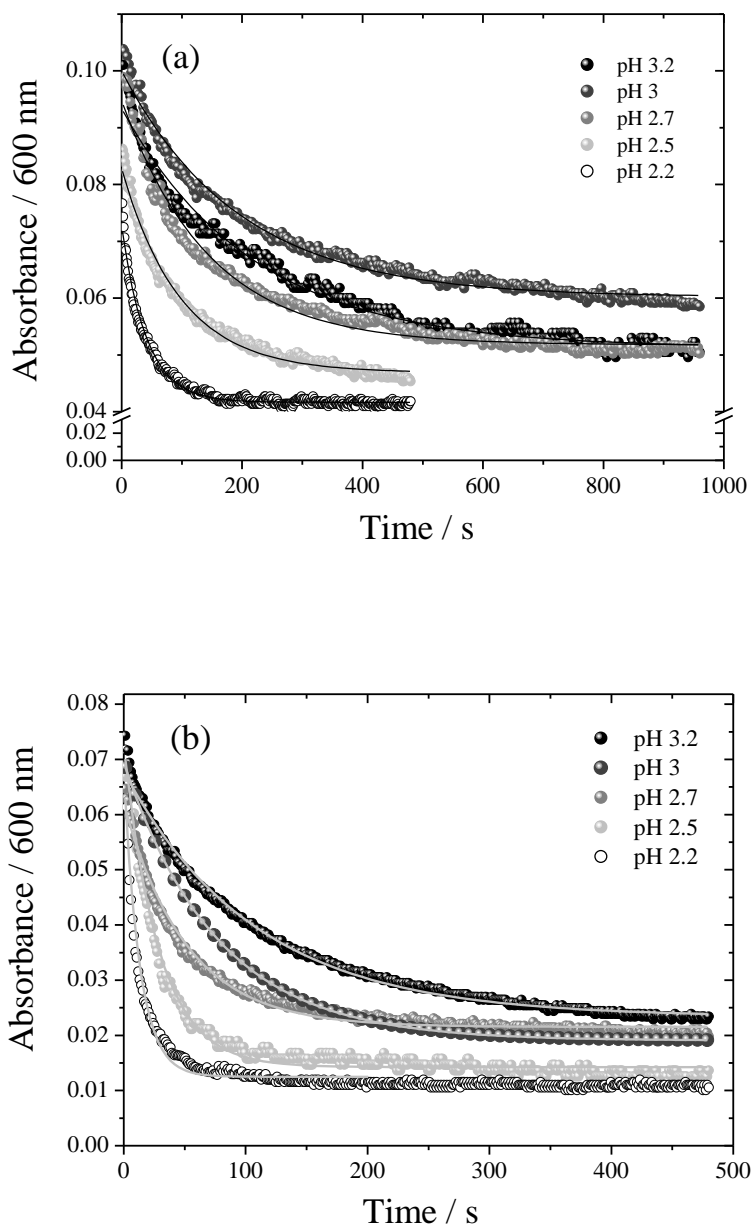 (a)
pH 3.2
pH 3
pH 2.7
pH 2.5
pH 2.2
Absorbance / 600 nm
0.10
0.08
0.06
0.04
0.02
0.00
0 200 400 600 800 1000
Time / s
(b)
pH 3.2
pH 3
pH 2.7
pH 2.5
pH 2.2
Absorbance / 600 nm
0.08
0.07
0.06
0.05
0.04
0.03
0.02
0.01
0.00
0 100 200 300 400 500
Time / s